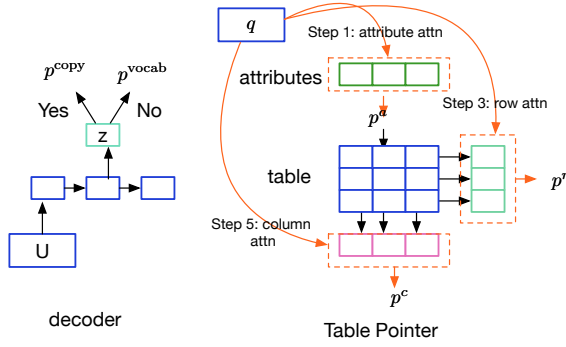 q
Step 1: attribute attn
p^copy p^vocab
attributes
Yes No
Step 3: row attn
p^a
z
table
p^r
Step 5: column
attn
U
p^c
decoder
Table Pointer